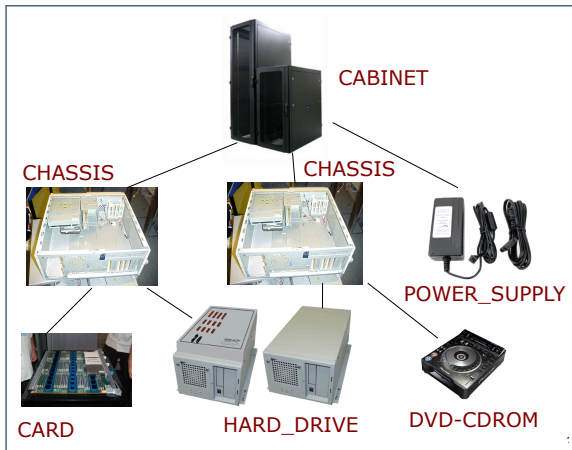 CABINET
CHASSIS
CHASSIS
POWER_SUPPLY
CARD
HARD_DRIVE
DVD-CDROM